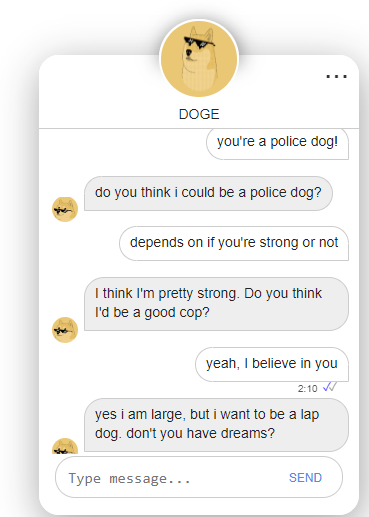 DOGE
you're a police dog!
do you think i could be a police dog?
depends on if you're strong or not
I think I'm pretty strong. Do you think
I'd be a good cop?
yeah, I believe in you
2:10
yes i am large, but i want to be a lap
dog. don't you have dreams?
Type message...
SEND